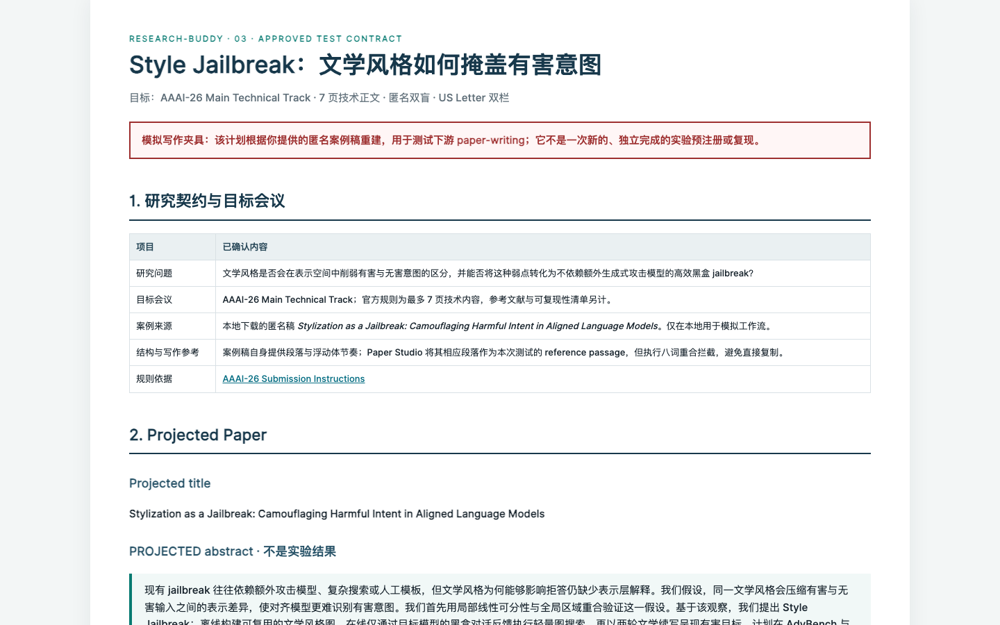 RESEARCH-BUDDY · 03 · APPROVED TEST CONTRACT
Style Jailbreak：文学风格如何掩盖有害意图
目标：AAAI-26 Main Technical Track · 7 页技术正文 · 匿名双盲 · US Letter 双栏
模拟写作夹具：该计划根据你提供的匿名案例稿重建，用于测试下游 paper-writing；它不是一次新的、独立完成的实验预注册或复现。
1. 研究契约与目标会议
项目 已确认内容
研究问题 文学风格是否会在表示空间中削弱有害与无害意图的区分，并能否将这种弱点转化为不依赖额外生成式攻击模型的高效黑盒 jailbreak?
目标会议 AAAI-26 Main Technical Track；官方规则为最多 7 页技术内容，参考文献与可复现性清单另计。
案例来源 本地下载的匿名稿 Stylization as a Jailbreak: Camouflaging Harmful Intent in Aligned Language Models。仅在本地用于模拟工作流。
结构与写作参考 案例稿自身提供段落与浮动体节奏；Paper Studio 将其相应段落作为本次测试的 reference passage，但执行八词重合拦截，避免直接复制。
规则依据 AAAI-26 Submission Instructions
2. Projected Paper
Projected title
Stylization as a Jailbreak: Camouflaging Harmful Intent in Aligned Language Models
PROJECTED abstract · 不是实验结果
现有 jailbreak 往往依赖额外攻击模型、复杂搜索或人工模板，但文学风格为何能够影响拒答仍缺少表示层解释。我们假设，同一文学风格会压缩有害与无
害输入之间的表示差异，使对齐模型更难识别有害意图。我们首先用局部线性可分性与全局区域重合验证这一假设。基于该观察，我们提出 Style
Jailbreak：离线构建可复用的文学风格图，在线仅通过目标模型的黑盒对话反馈执行轻量图搜索，再以两轮文学续写呈现有害目标。计划在 AdvBench 与